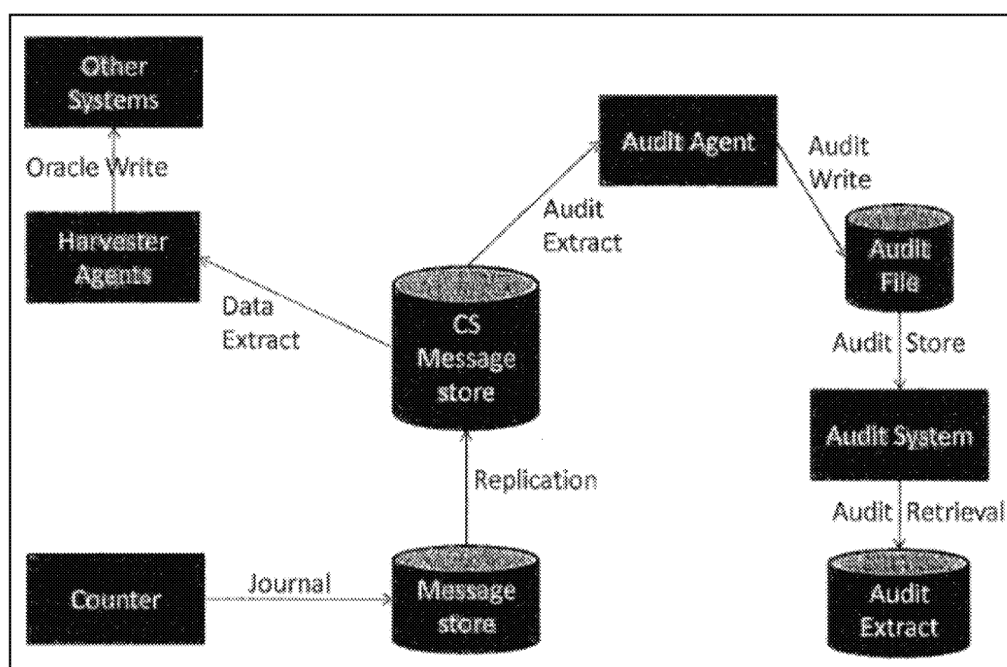 Other
Systems
Oracle Write
Harvester
Agents
Data
Extract
Audit Agent
Audit
Write
Audit
Extract
Audit
File
CS
Message
store
Audit Store
Audit System
Replication
Audit Retrieval
Counter
Journal
Message
store
Audit
Extract